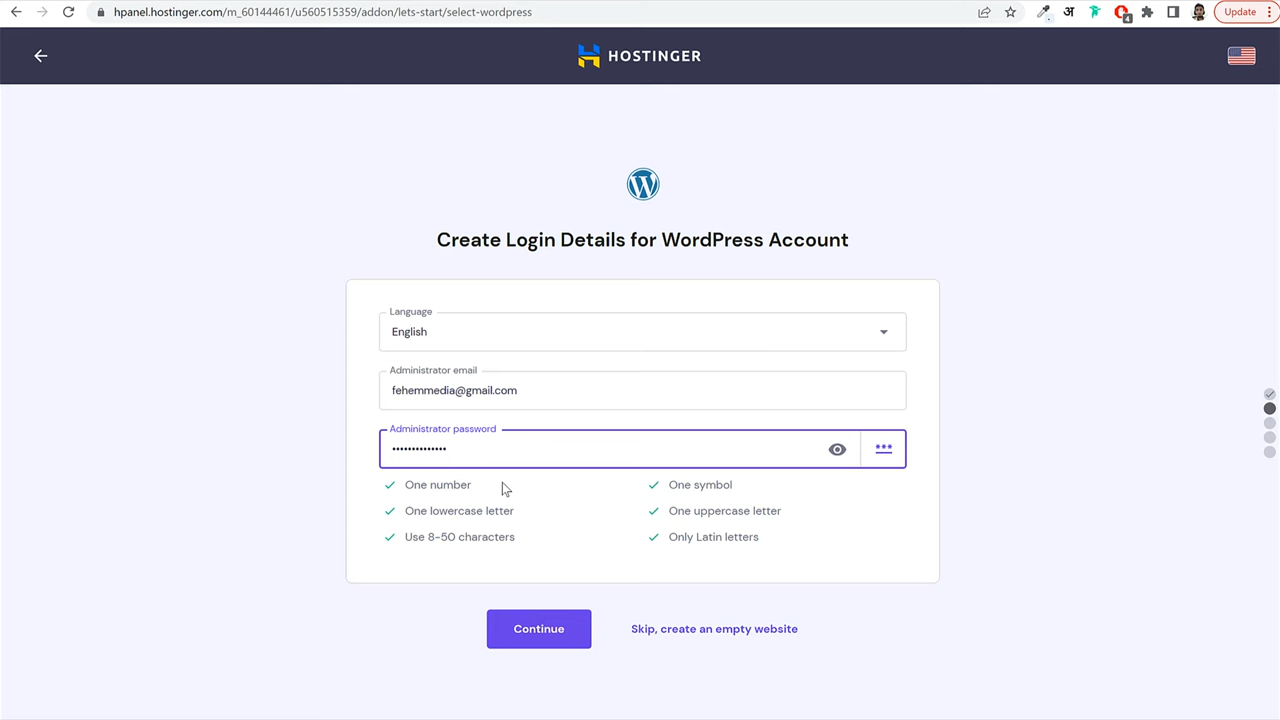 hpanel.hostinger.com/m_60144461/u560515359/addon/lets-start/select-wordpress
अ
4
Update
HOSTINGER
Create Login Details for WordPress Account
Language
English
Administrator email
fehemmedia@gmail.com
Administrator password
••••••••••••••
One number
One symbol
One lowercase letter
One uppercase letter
Use 8-50 characters
Only Latin letters
Continue
Skip, create an empty website